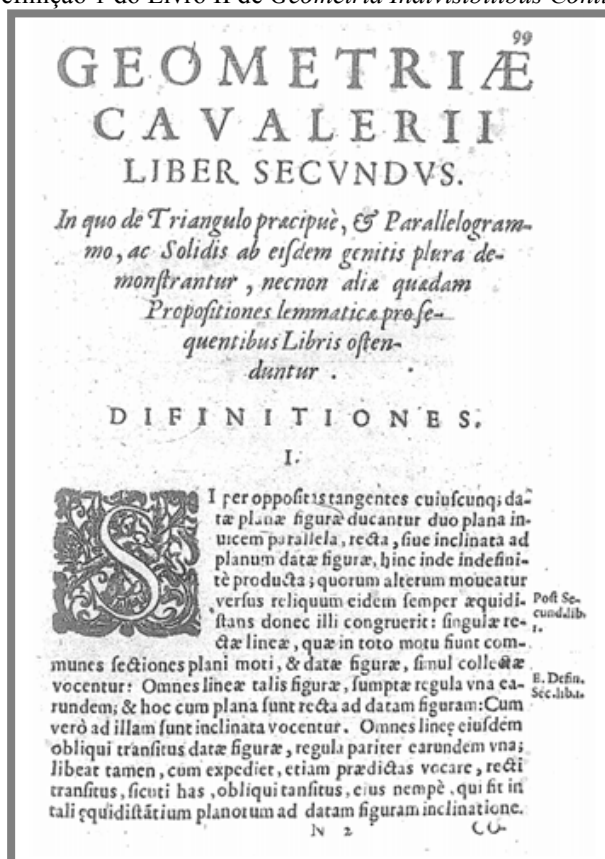 efinição 1 do Livro II de Geometria Indivisibilibus Conti
99
GEOMETRIÆ
CAVALERII
LIBER SECVNDVS.
In quo de Triangulo præcipuè, & Parallelogram-
mo, ac Solidis ab eiſdem genitis plura de-
monſtrantur, necnon aliæ quædam
Propoſitiones lemmaticæ pro ſe-
quentibus Libris oſten-
duntur.
DIFINITIONES.
I.
SI per oppoſitas tangentes cuiuſcunq; da-
tæ planæ figuræ ducantur duo plana in-
uicem parallela, recta, ſiue inclinata ad
planum datæ figuræ, hinc inde indefini-
tè producta; quorum alterum moueatur
verſus reliquum eidem ſemper æquidi-
ſtans donec illi congruerit: ſingulæ re-
ctæ lineæ, quæ in toto motu fiunt com-
munes ſectiones plani moti, & datæ figuræ, ſimul collectæ
vocentur: Omnes lineæ talis figuræ, ſumptæ regula vna ea-
rundem; & hoc cum plana ſunt recta ad datam figuram: Cum
verò ad illam ſunt inclinata vocentur. Omnes lineę eiuſdem
obliqui tranſitus datæ figuræ, regula pariter earundem vna;
libeat tamen, cum expediet, etiam prædictas vocare, recti
tranſitus, ſicuti has, obliqui tanſitus, eius nempè, qui fit in
tali ęquidiſtãtium planorum ad datam figuram inclinatione.
Poſt Se-
cund.lib.
1.
E. Defin.
Sec.lib.1.
N 2
CO-